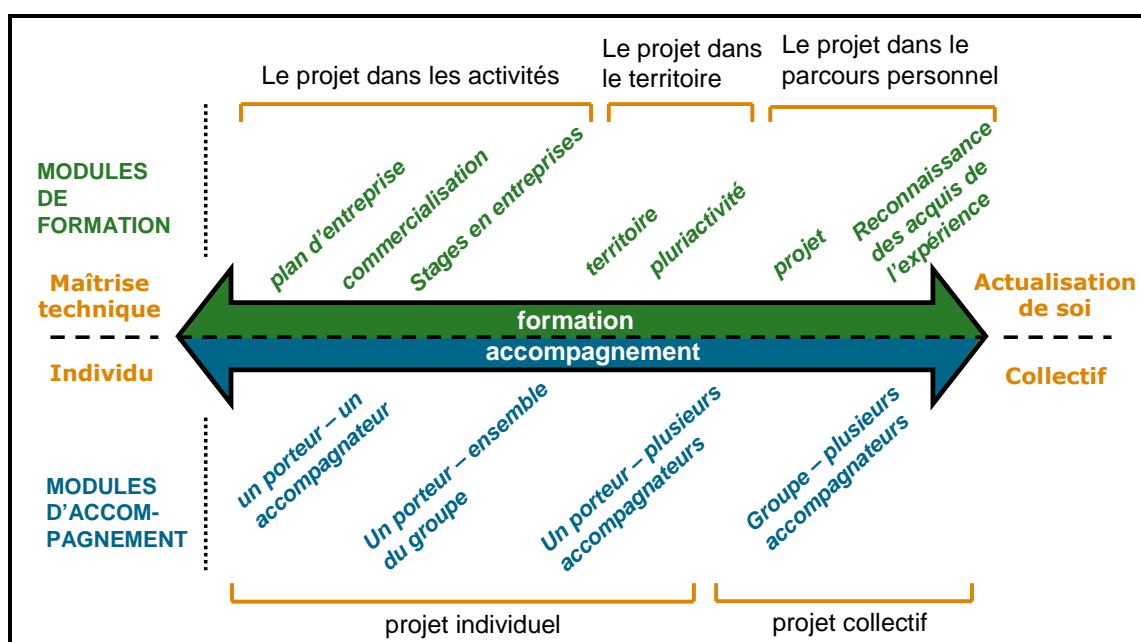 Le projet dans les activités
Le projet dans
le territoire
Le projet dans le
parcours personnel
MODULES
DE
FORMATION
plan d'entreprise
commercialisation
Stages en entreprises
territoire
pluriactivité
projet
Reconnaissance
des acquis de
l'expérience
Maîtrise
technique
Actualisation
de soi
formation
accompagnement
Individu
Collectif
MODULES
D'ACCOM-
PAGNEMENT
un porteur – un
accompagnateur
Un porteur – ensemble
du groupe
Un porteur – plusieurs
accompagnateurs
Groupe – plusieurs
accompagnateurs
projet individuel
projet collectif